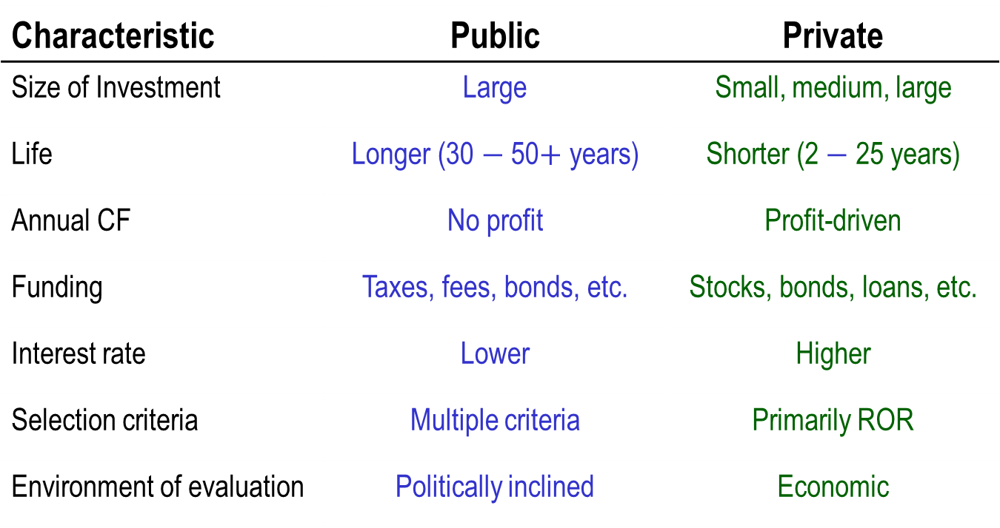 Characteristic Public Private
Size of Investment Large Small, medium, large
Life Longer (30 − 50+ years) Shorter (2 − 25 years)
Annual CF No profit Profit-driven
Funding Taxes, fees, bonds, etc. Stocks, bonds, loans, etc.
Interest rate Lower Higher
Selection criteria Multiple criteria Primarily ROR
Environment of evaluation Politically inclined Economic